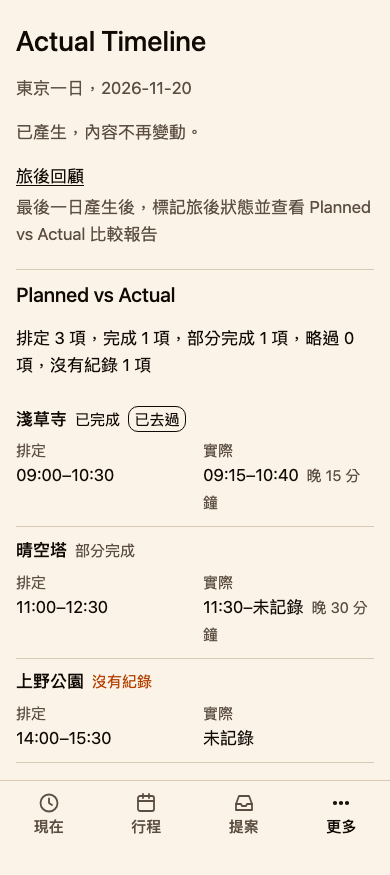 Actual Timeline
東京一日，2026-11-20
已產生，內容不再變動。
旅後回顧
最後一日產生後，標記旅後狀態並查看 Planned
vs Actual 比較報告
Planned vs Actual
排定 3 項，完成 1 項，部分完成 1 項，略過 0
項，沒有紀錄 1 項
淺草寺 已完成 已去過
排定 實際
09:00–10:30 09:15–10:40 晚 15 分
鐘
晴空塔 部分完成
排定 實際
11:00–12:30 11:30–未記錄 晚 30 分
鐘
上野公園 沒有紀錄
排定 實際
14:00–15:30 未記錄
現在 行程 提案 更多